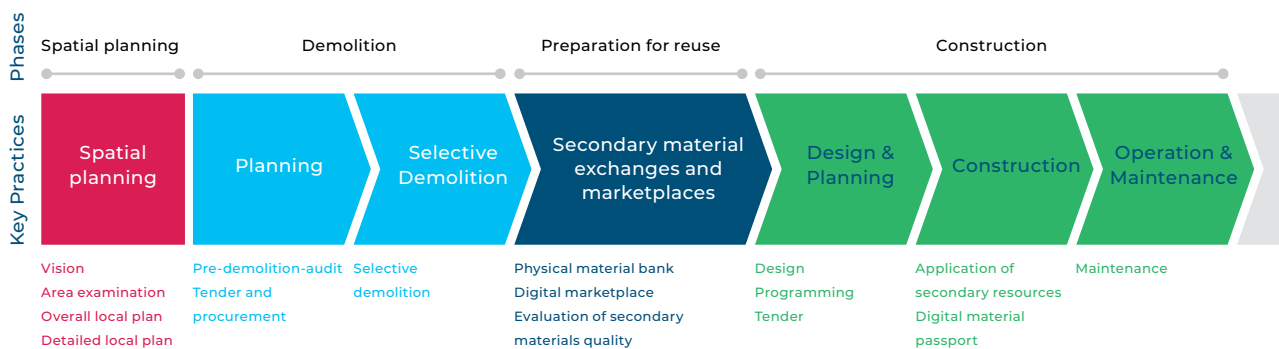 Phases
Spatial planning
Demolition
Preparation for reuse
Construction
Key Practices
Spatial
planning
Planning
Selective
Demolition
Secondary material
exchanges and
marketplaces
Design &
Planning
Construction
Operation &
Maintenance
Vision
Area examination
Overall local plan
Detailed local plan
Pre-demolition-audit
Tender and
procurement
Selective
demolition
Physical material bank
Digital marketplace
Evaluation of secondary
materials quality
Design
Programming
Tender
Application of
secondary resources
Digital material
passport
Maintenance